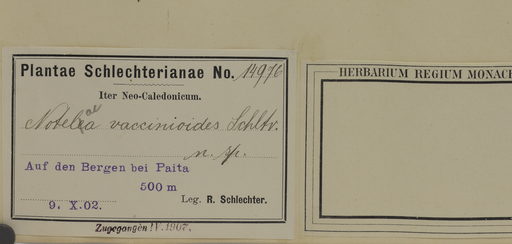 Plantae Schlechterianae No. 14976
Iter Neo-Caledonicum.
Notelaea vaccinioides Schltr.
n. sp.
Auf den Bergen bei Paita
500 m
9. X.02.
Leg. R. Schlechter.
Zugegangen IV. 1907.
HERBARIUM REGIUM MONAC